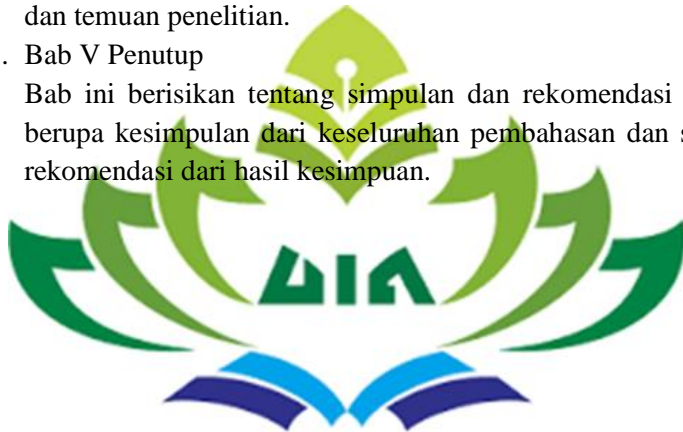 dan temuan penelitian.
. Bab V Penutup
Bab ini berisikan tentang simpulan dan rekomendasi
berupa kesimpulan dari keseluruhan pembahasan dan s
rekomendasi dari hasil kesimpuan.
UIN